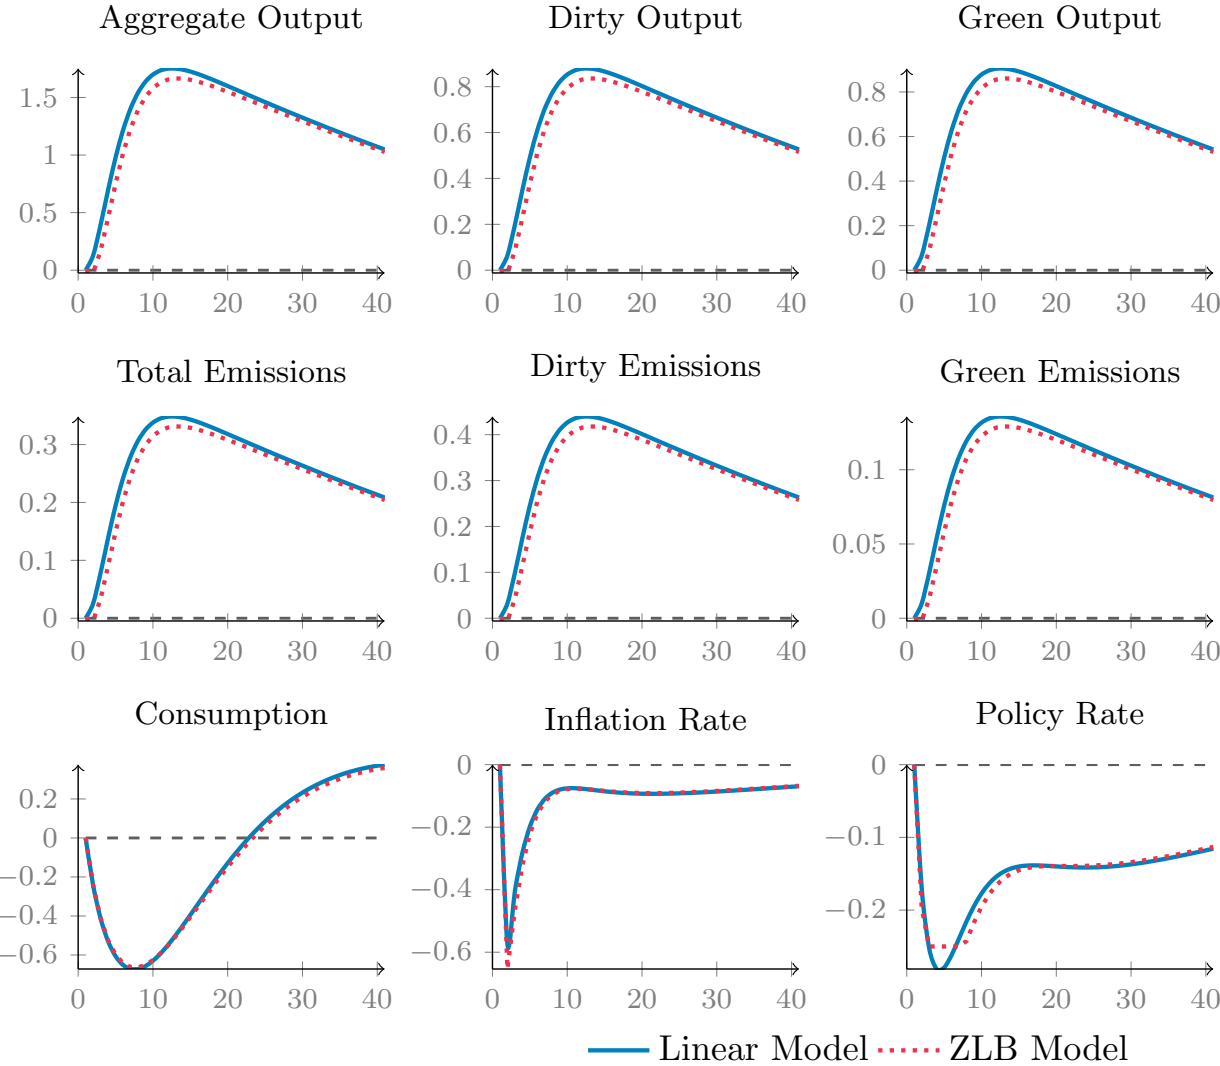 Aggregate Output
Dirty Output
Green Output
1.5
1
0.5
0
0 10 20 30 40
0.8
0.6
0.4
0.2
0
0 10 20 30 40
0.8
0.6
0.4
0.2
0
0 10 20 30 40
Total Emissions
Dirty Emissions
Green Emissions
0.3
0.2
0.1
0
0 10 20 30 40
0.4
0.3
0.2
0.1
0
0 10 20 30 40
0.1
0.05
0
0 10 20 30 40
Consumption
Inflation Rate
Policy Rate
0.2
0
−0.2
−0.4
−0.6
0 10 20 30 40
0
−0.2
−0.4
−0.6
0 10 20 30 40
0
−0.1
−0.2
0 10 20 30 40
Linear Model ZLB Model